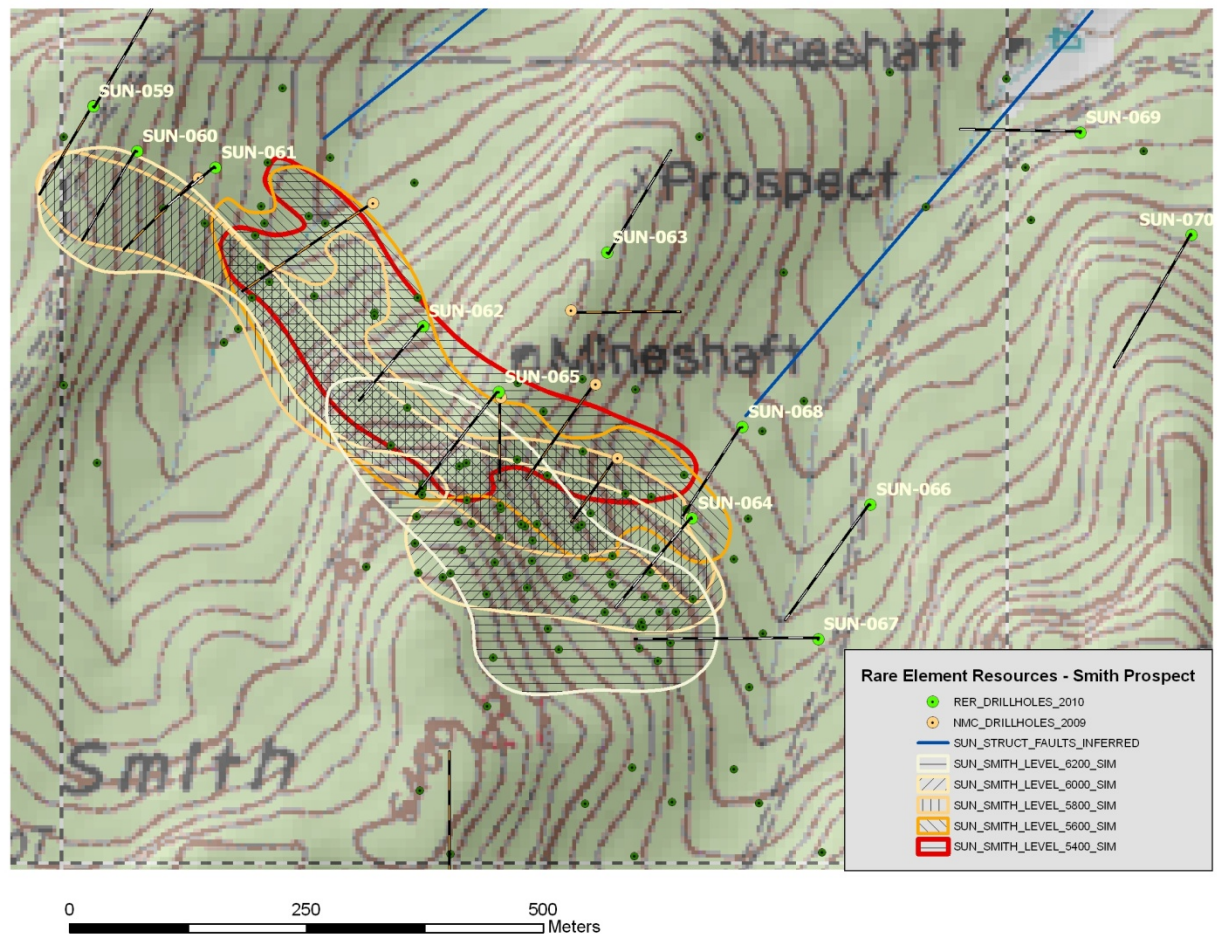 Mineshaft
SUN-059
SUN-060
SUN-069
SUN-061
Prospect
SUN-070
SUN-063
SUN-062
Mineshaft
SUN-065
SUN-068
SUN-066
SUN-064
SUN-067
Smith
Rare Element Resources - Smith Prospect
RER_DRILLHOLES_2010
NMC_DRILLHOLES_2009
SUN_STRUCT_FAULTS_INFERRED
SUN_SMITH_LEVEL_6200_SIM
SUN_SMITH_LEVEL_6000_SIM
SUN_SMITH_LEVEL_5800_SIM
SUN_SMITH_LEVEL_5600_SIM
SUN_SMITH_LEVEL_5400_SIM
0 250 500
Meters